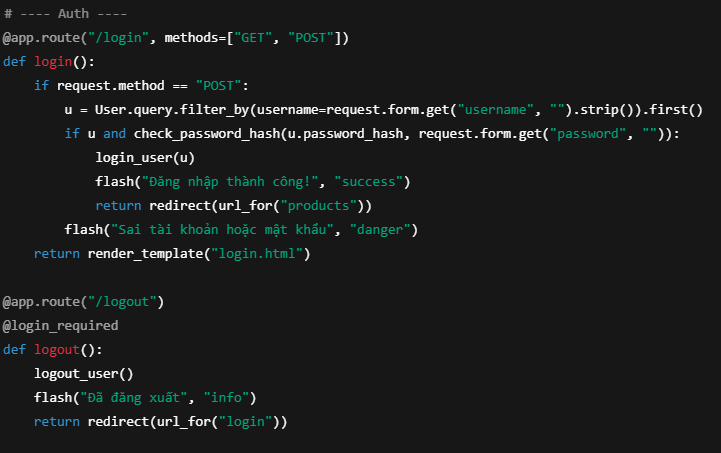 # ---- Auth ----
@app.route("/login", methods=["GET", "POST"])
def login():
    if request.method == "POST":
        u = User.query.filter_by(username=request.form.get("username", "").strip()).first()
        if u and check_password_hash(u.password_hash, request.form.get("password", "")):
            login_user(u)
            flash("Đăng nhập thành công!", "success")
            return redirect(url_for("products"))
        flash("Sai tài khoản hoặc mật khẩu", "danger")
    return render_template("login.html")

@app.route("/logout")
@login_required
def logout():
    logout_user()
    flash("Đã đăng xuất", "info")
    return redirect(url_for("login"))